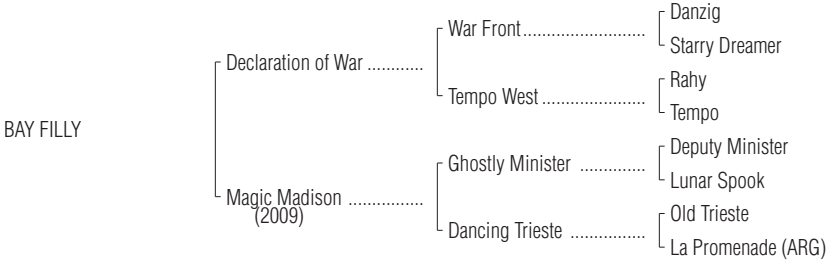 Danzig
War Front..........................
Starry Dreamer
Declaration of War ............
Rahy
Tempo West ......................
Tempo
BAY FILLY
Deputy Minister
Ghostly Minister ..............
Lunar Spook
Magic Madison ................
(2009)
Old Trieste
Dancing Trieste ................
La Promenade (ARG)